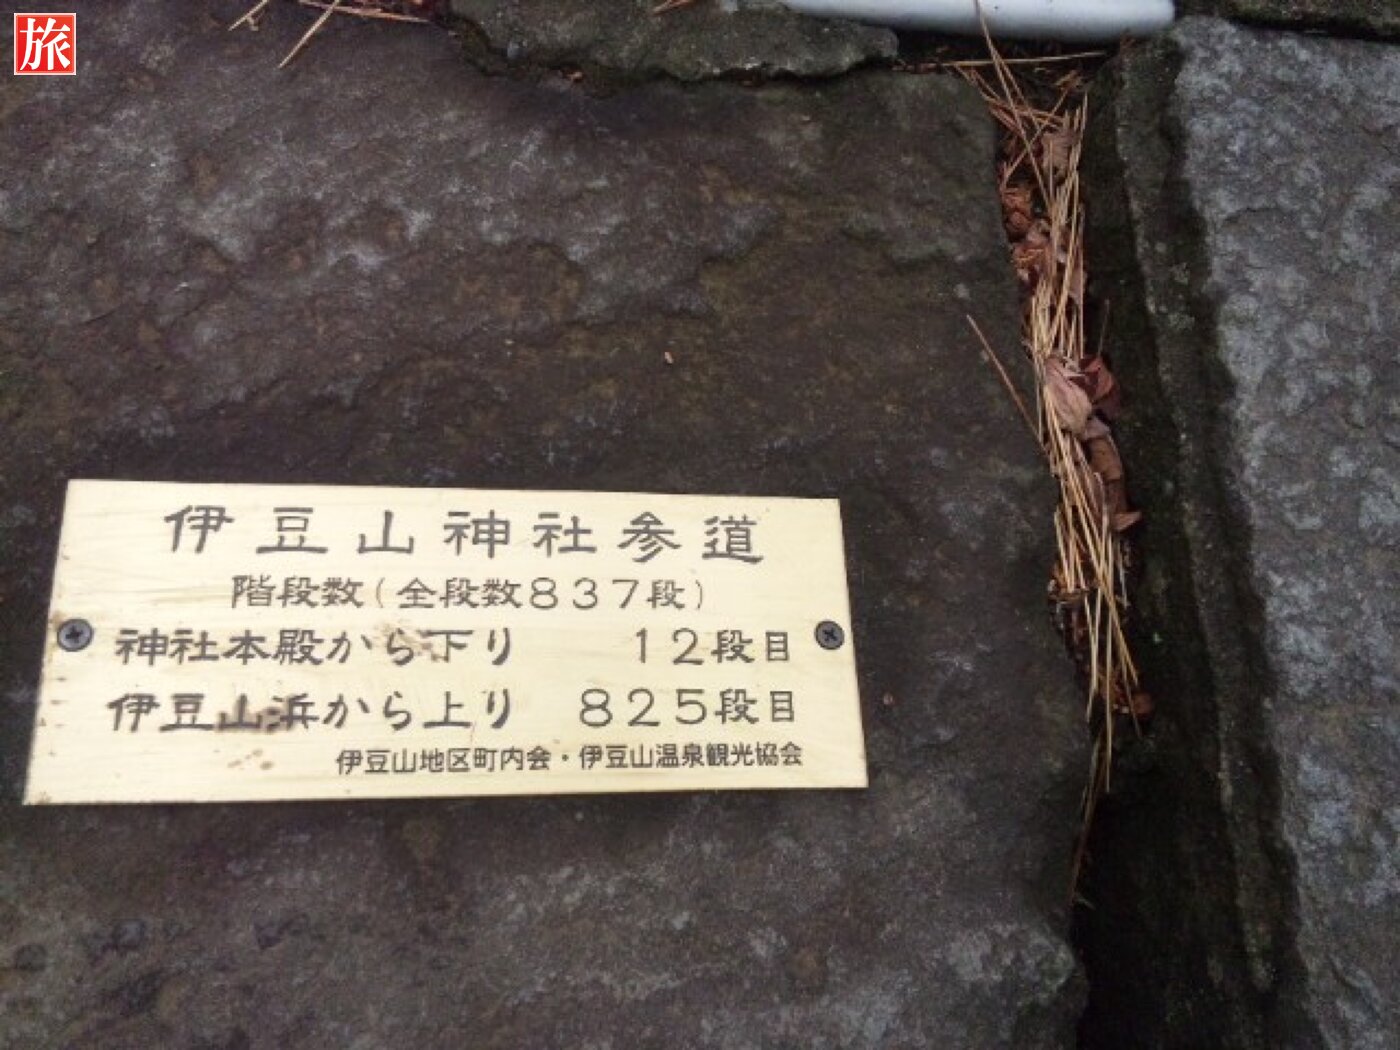 旅
伊豆山神社参道
階段数(全段数837段)
神社本殿から下り 12段目
伊豆山浜から上り 825段目
伊豆山地区町内会・伊豆山温泉観光協会